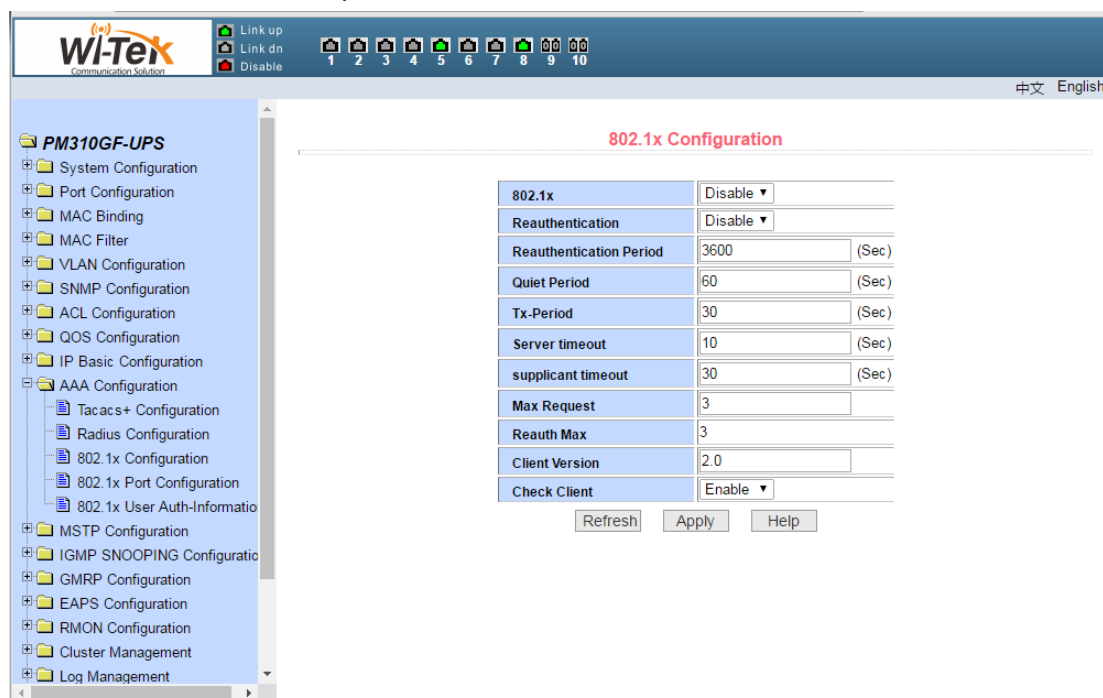 WI-TeK
Communication Solution
Link up
Link dn
Disable
1 2 3 4 5 6 7 8 9 10
中文 English
PM310GF-UPS
System Configuration
Port Configuration
MAC Binding
MAC Filter
VLAN Configuration
SNMP Configuration
ACL Configuration
QOS Configuration
IP Basic Configuration
AAA Configuration
Tacacs+ Configuration
Radius Configuration
802.1x Configuration
802.1x Port Configuration
802.1x User Auth-Informatio
MSTP Configuration
IGMP SNOOPING Configuratio
GMRP Configuration
EAPS Configuration
RMON Configuration
Cluster Management
Log Management
802.1x Configuration
802.1x Disable
Reauthentication Disable
Reauthentication Period 3600 (Sec)
Quiet Period 60 (Sec)
Tx-Period 30 (Sec)
Server timeout 10 (Sec)
supplicant timeout 30 (Sec)
Max Request 3
Reauth Max 3
Client Version 2.0
Check Client Enable
Refresh Apply Help